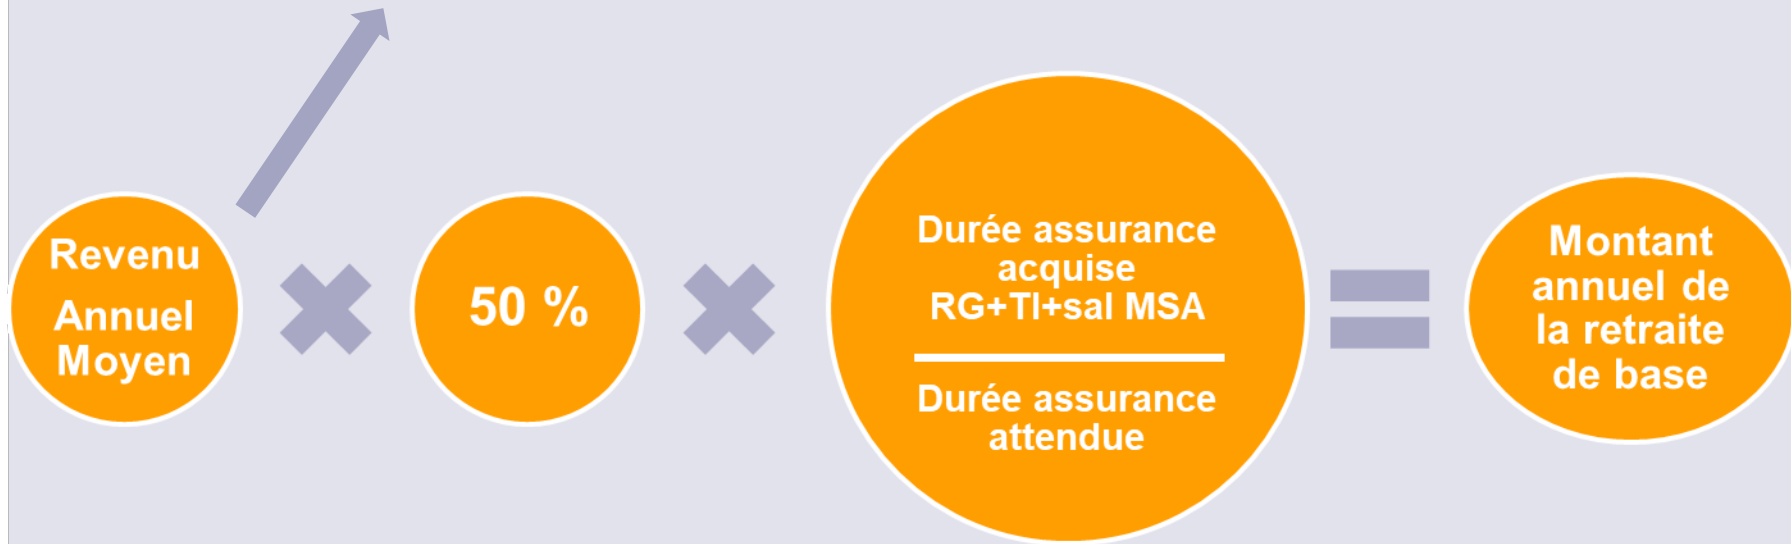 Revenu
Annuel
Moyen
50 %
Durée assurance
acquise
RG+TI+sal MSA
Durée assurance
attendue
Montant
annuel de
la retraite
de base